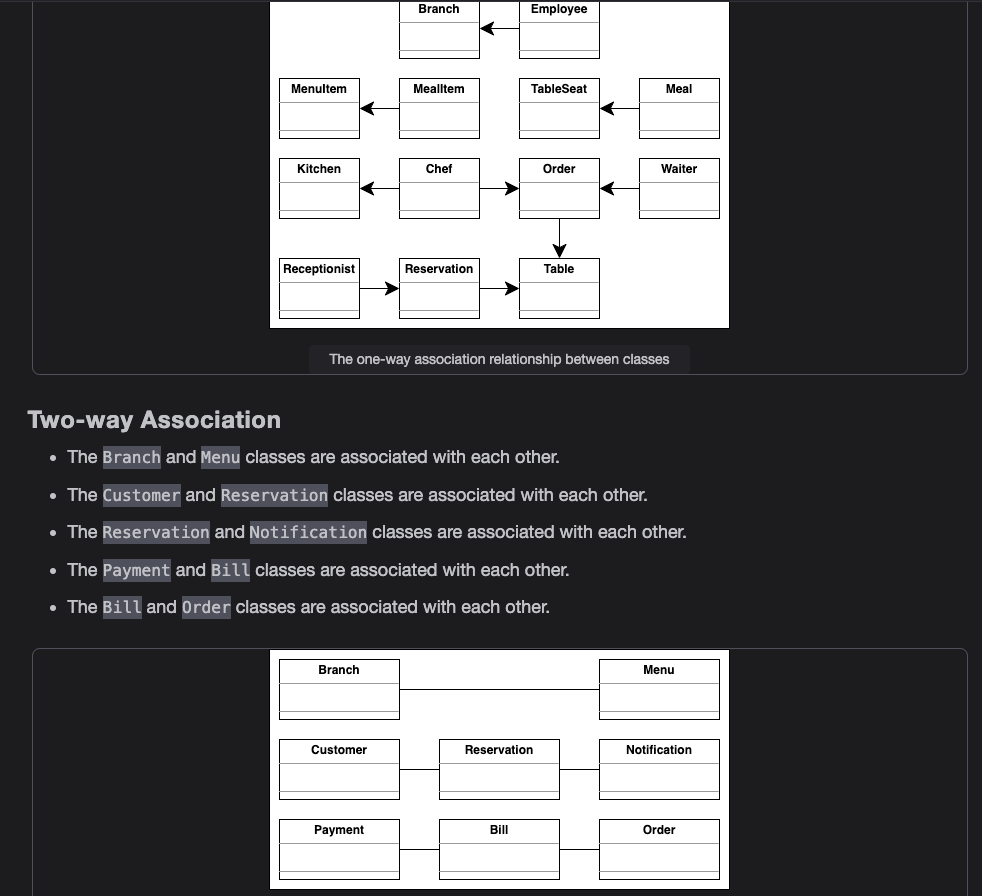 Branch Employee
MenuItem MealItem TableSeat Meal
Kitchen Chef Order Waiter
Receptionist Reservation Table
The one-way association relationship between classes
Two-way Association
• The Branch and Menu classes are associated with each other.
• The Customer and Reservation classes are associated with each other.
• The Reservation and Notification classes are associated with each other.
• The Payment and Bill classes are associated with each other.
• The Bill and Order classes are associated with each other.
Branch Menu
Customer Reservation Notification
Payment Bill Order